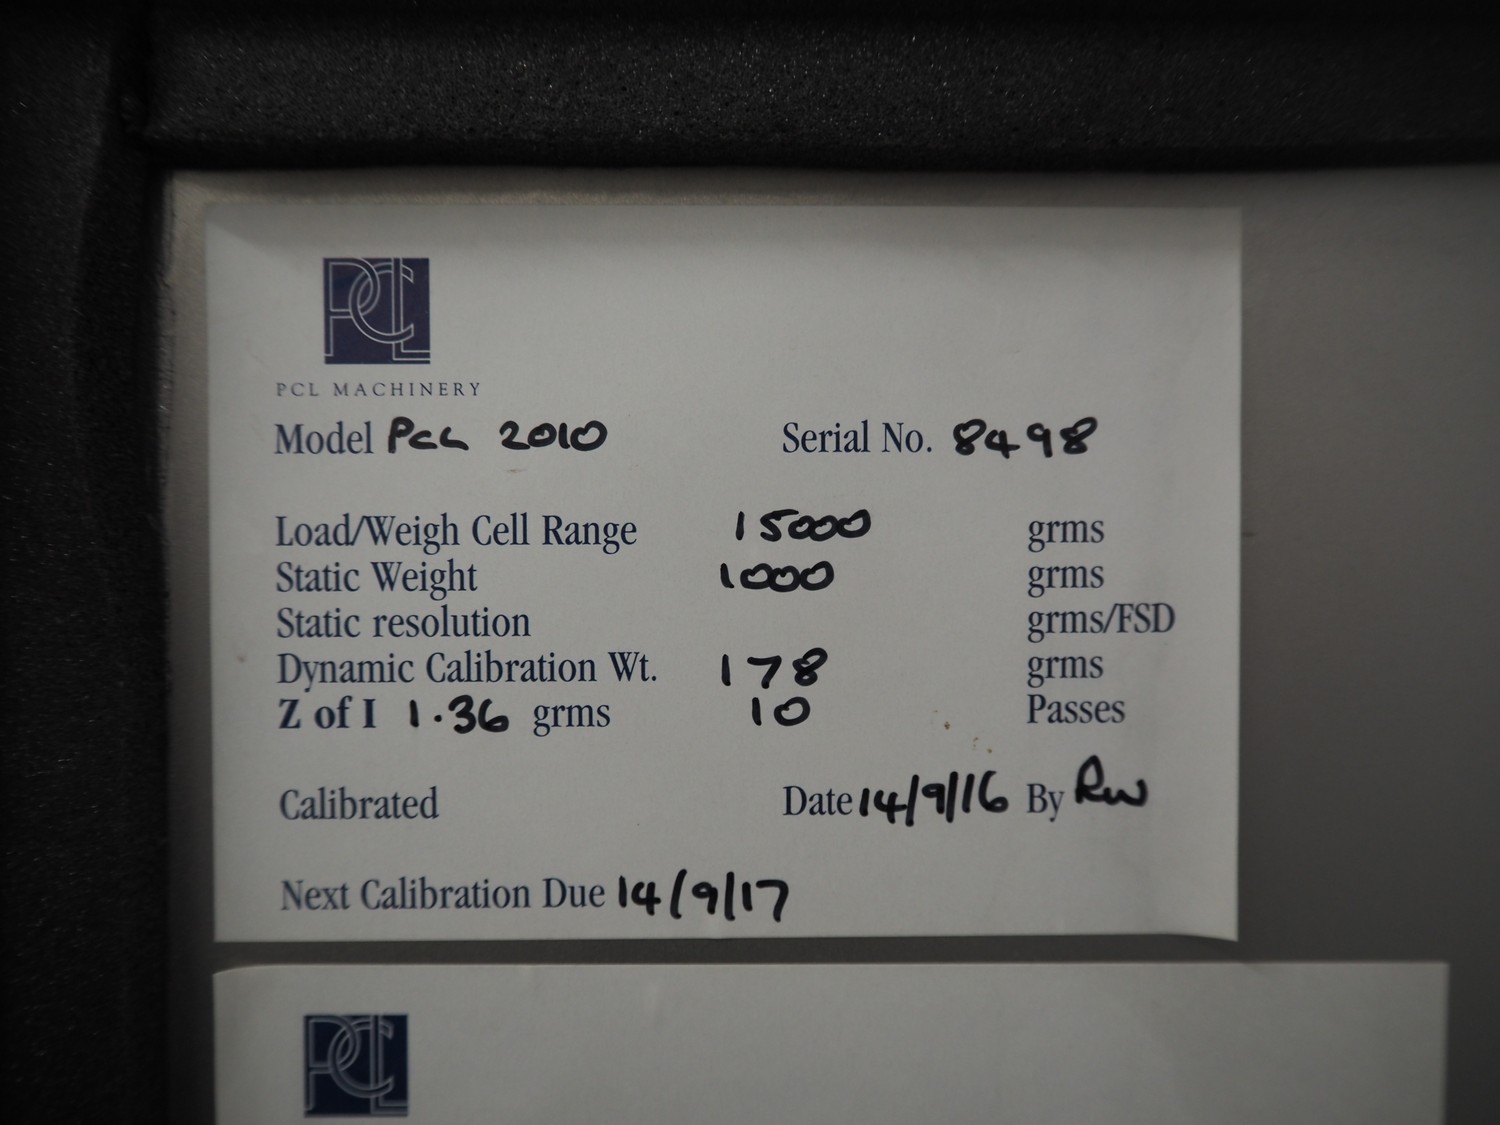 PCL
PCL MACHINERY
Model PCL 2010 Serial No. 8498
Load/Weigh Cell Range 15000 grms
Static Weight 1000 grms
Static resolution grms/FSD
Dynamic Calibration Wt. 178 grms
Z of I 1.36 grms 10 Passes
Calibrated Date 14/9/16 By RW
Next Calibration Due 14/9/17
PCL